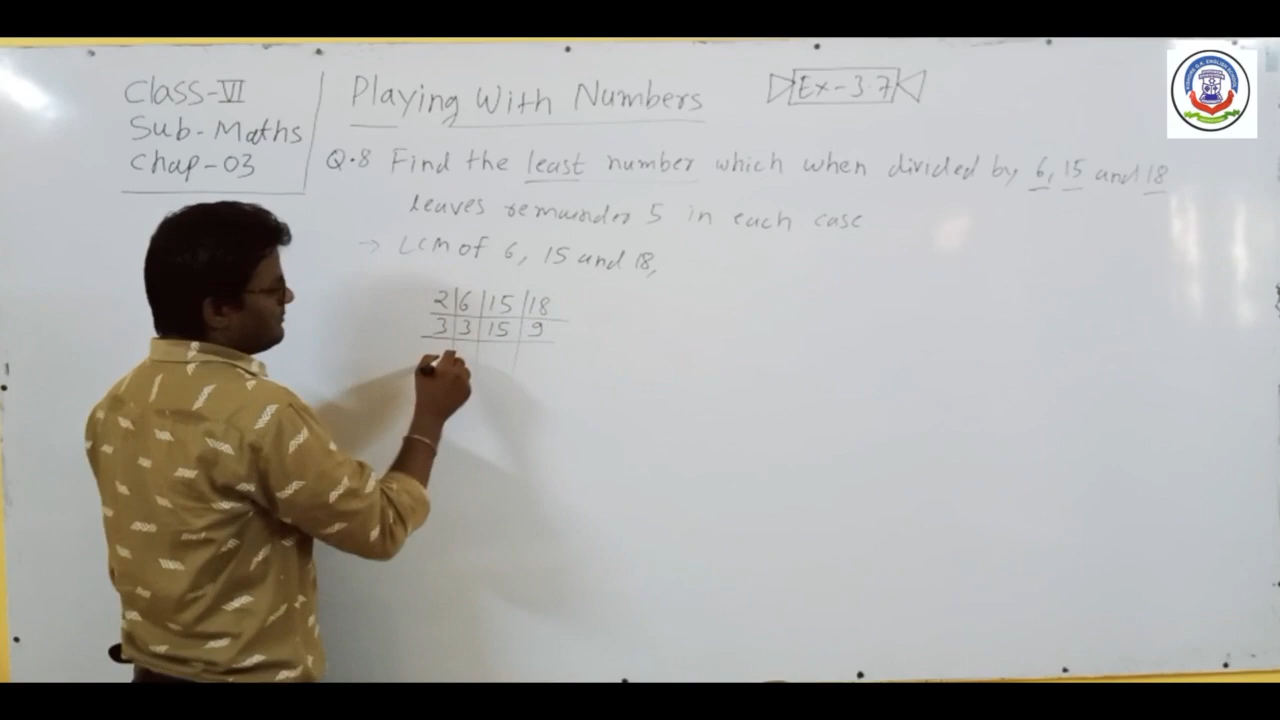 Class-VI
Sub-Maths
Chap-03
Playing With Numbers
Ex-3.7
Q.8 Find the least number which when divided by 6, 15 and 18
leaves remainder 5 in each case
→ LCM of 6, 15 and 18,
2 6 15 18
3 3 15 9